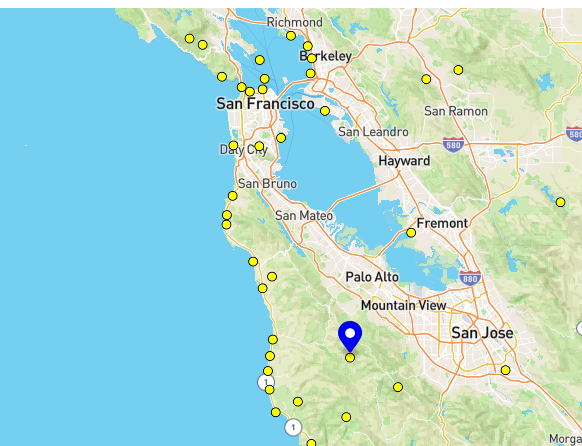 Richmond
Berkeley
San Francisco
San Ramon
San Leandro
580
580
Daly City
Hayward
San Bruno
San Mateo
Fremont
Palo Alto
880
Mountain View
San Jose
1
1
Morga